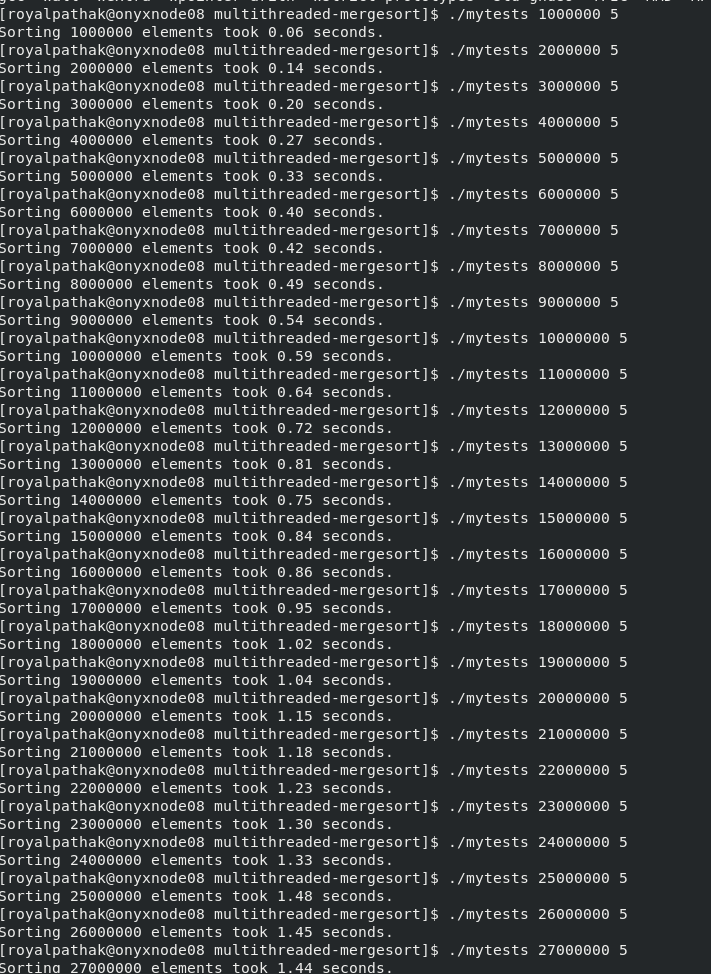 [royalpathak@onyxnode08 multithreaded-mergesort]$ ./mytests 1000000 5
Sorting 1000000 elements took 0.06 seconds.
[royalpathak@onyxnode08 multithreaded-mergesort]$ ./mytests 2000000 5
Sorting 2000000 elements took 0.14 seconds.
[royalpathak@onyxnode08 multithreaded-mergesort]$ ./mytests 3000000 5
Sorting 3000000 elements took 0.20 seconds.
[royalpathak@onyxnode08 multithreaded-mergesort]$ ./mytests 4000000 5
Sorting 4000000 elements took 0.27 seconds.
[royalpathak@onyxnode08 multithreaded-mergesort]$ ./mytests 5000000 5
Sorting 5000000 elements took 0.33 seconds.
[royalpathak@onyxnode08 multithreaded-mergesort]$ ./mytests 6000000 5
Sorting 6000000 elements took 0.40 seconds.
[royalpathak@onyxnode08 multithreaded-mergesort]$ ./mytests 7000000 5
Sorting 7000000 elements took 0.42 seconds.
[royalpathak@onyxnode08 multithreaded-mergesort]$ ./mytests 8000000 5
Sorting 8000000 elements took 0.49 seconds.
[royalpathak@onyxnode08 multithreaded-mergesort]$ ./mytests 9000000 5
Sorting 9000000 elements took 0.54 seconds.
[royalpathak@onyxnode08 multithreaded-mergesort]$ ./mytests 10000000 5
Sorting 10000000 elements took 0.59 seconds.
[royalpathak@onyxnode08 multithreaded-mergesort]$ ./mytests 11000000 5
Sorting 11000000 elements took 0.64 seconds.
[royalpathak@onyxnode08 multithreaded-mergesort]$ ./mytests 12000000 5
Sorting 12000000 elements took 0.72 seconds.
[royalpathak@onyxnode08 multithreaded-mergesort]$ ./mytests 13000000 5
Sorting 13000000 elements took 0.81 seconds.
[royalpathak@onyxnode08 multithreaded-mergesort]$ ./mytests 14000000 5
Sorting 14000000 elements took 0.75 seconds.
[royalpathak@onyxnode08 multithreaded-mergesort]$ ./mytests 15000000 5
Sorting 15000000 elements took 0.84 seconds.
[royalpathak@onyxnode08 multithreaded-mergesort]$ ./mytests 16000000 5
Sorting 16000000 elements took 0.86 seconds.
[royalpathak@onyxnode08 multithreaded-mergesort]$ ./mytests 17000000 5
Sorting 17000000 elements took 0.95 seconds.
[royalpathak@onyxnode08 multithreaded-mergesort]$ ./mytests 18000000 5
Sorting 18000000 elements took 1.02 seconds.
[royalpathak@onyxnode08 multithreaded-mergesort]$ ./mytests 19000000 5
Sorting 19000000 elements took 1.04 seconds.
[royalpathak@onyxnode08 multithreaded-mergesort]$ ./mytests 20000000 5
Sorting 20000000 elements took 1.15 seconds.
[royalpathak@onyxnode08 multithreaded-mergesort]$ ./mytests 21000000 5
Sorting 21000000 elements took 1.18 seconds.
[royalpathak@onyxnode08 multithreaded-mergesort]$ ./mytests 22000000 5
Sorting 22000000 elements took 1.23 seconds.
[royalpathak@onyxnode08 multithreaded-mergesort]$ ./mytests 23000000 5
Sorting 23000000 elements took 1.30 seconds.
[royalpathak@onyxnode08 multithreaded-mergesort]$ ./mytests 24000000 5
Sorting 24000000 elements took 1.33 seconds.
[royalpathak@onyxnode08 multithreaded-mergesort]$ ./mytests 25000000 5
Sorting 25000000 elements took 1.48 seconds.
[royalpathak@onyxnode08 multithreaded-mergesort]$ ./mytests 26000000 5
Sorting 26000000 elements took 1.45 seconds.
[royalpathak@onyxnode08 multithreaded-mergesort]$ ./mytests 27000000 5
Sorting 27000000 elements took 1.44 seconds.